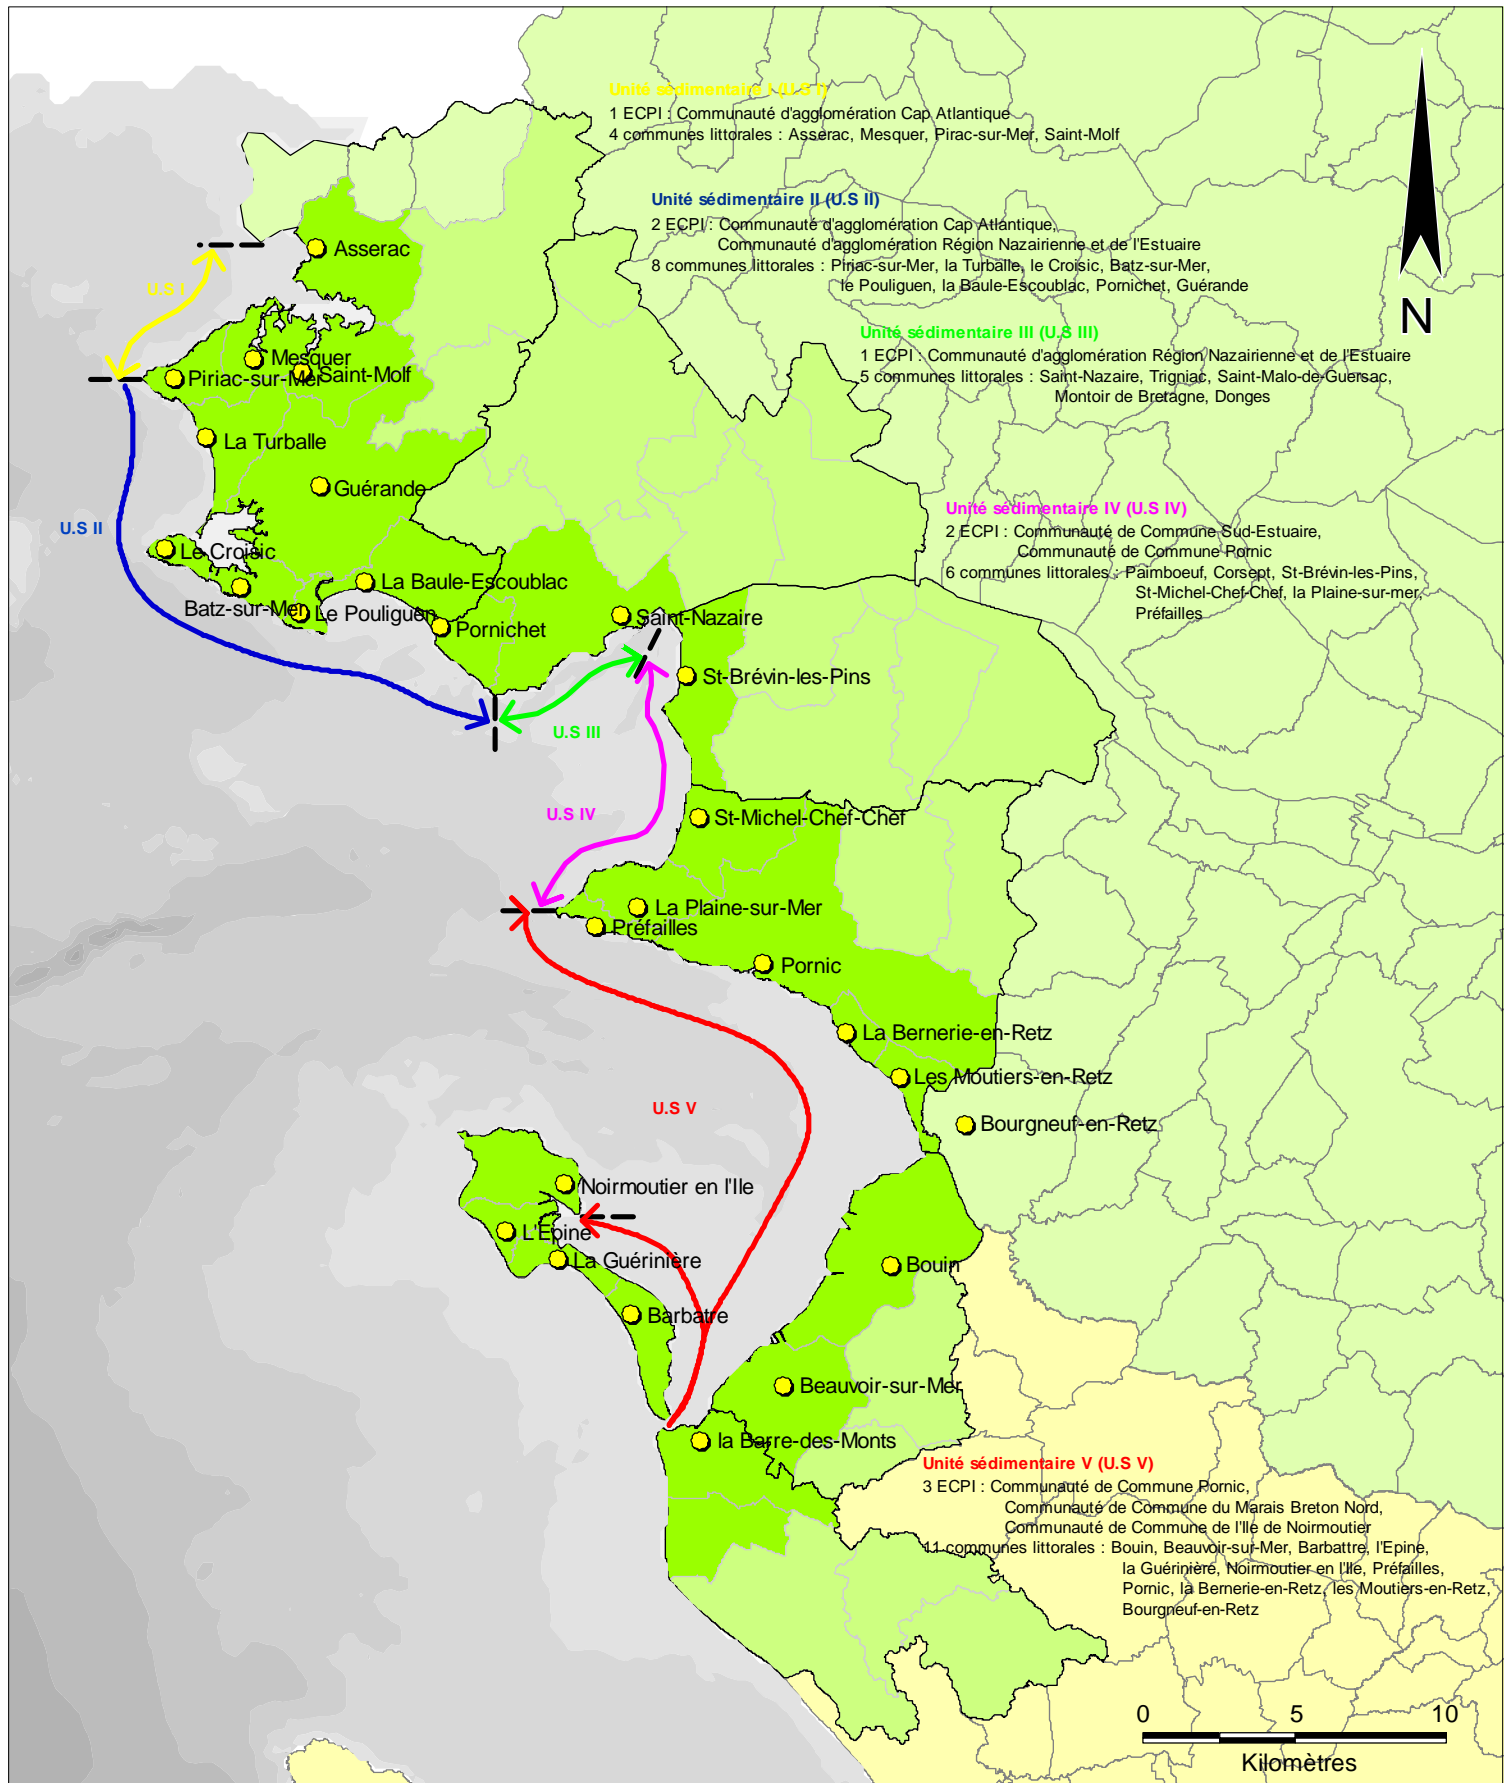 Unité sédimentaire I (U.S I)
1 ECPI : Communauté d'agglomération Cap Atlantique
4 communes littorales : Asserac, Mesquer, Pirac-sur-Mer, Saint-Molf
Unité sédimentaire II (U.S II)
2 ECPI : Communauté d'agglomération Cap Atlantique,
Communauté d'agglomération Région Nazairienne et de l'Estuaire
8 communes littorales : Piriac-sur-Mer, la Turballe, le Croisic, Batz-sur-Mer,
le Pouliguen, la Baule-Escoublac, Pornichet, Guérande
Unité sédimentaire III (U.S III)
1 ECPI : Communauté d'agglomération Région Nazairienne et de l'Estuaire
5 communes littorales : Saint-Nazaire, Trigniac, Saint-Malo-de-Guersac,
Montoir de Bretagne, Donges
Unité sédimentaire IV (U.S IV)
2 ECPI : Communauté de Commune Sud-Estuaire,
Communauté de Commune Pornic
6 communes littorales : Paimboeuf, Corsept, St-Brévin-les-Pins,
St-Michel-Chef-Chef, la Plaine-sur-mer,
Préfailles
N
Asserac
U.S I
Mesquer
Piriac-sur-Mer
Saint-Molf
La Turballe
Guérande
U.S II
Le Croisic
La Baule-Escoublac
Batz-sur-Mer
Le Pouliguen
Pornichet
Saint-Nazaire
St-Brévin-les-Pins
U.S III
U.S IV
St-Michel-Chef-Chef
La Plaine-sur-Mer
Préfailles
Pornic
La Bernerie-en-Retz
Les Moutiers-en-Retz
U.S V
Bourgneuf-en-Retz
Noirmoutier en l'Ile
L'Epine
La Guérinière
Bouin
Barbatre
Beauvoir-sur-Mer
la Barre-des-Monts
Unité sédimentaire V (U.S V)
3 ECPI : Communauté de Commune Pornic,
Communauté de Commune du Marais Breton Nord,
Communauté de Commune de l'Ile de Noirmoutier
11 communes littorales : Bouin, Beauvoir-sur-Mer, Barbattre, l'Epine,
la Guérinière, Noirmoutier en l'Ile, Préfailles,
Pornic, la Bernerie-en-Retz, les Moutiers-en-Retz,
Bourgneuf-en-Retz
0 5 10
Kilomètres